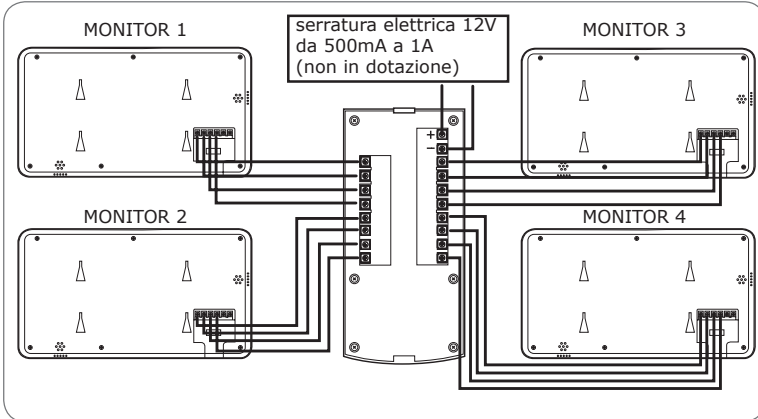 MONITOR 1
serratura elettrica 12V
da 500mA a 1A
(non in dotazione)
MONITOR 3
+
−
MONITOR 2
MONITOR 4